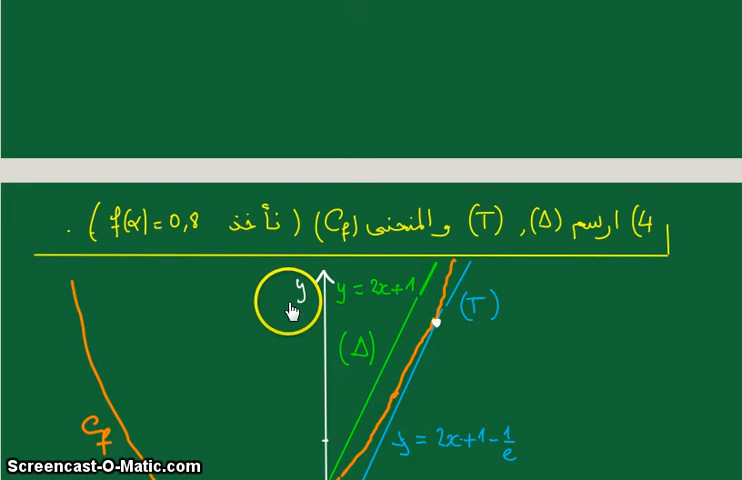 4) ارسم (Δ) , (T) والمنحنى (Cf) ( نأخذ f(α) = 0,8 ) .
y
y = 2x+1
(T)
(Δ)
Cf
y = 2x+1-1/e
Screencast-O-Matic.com